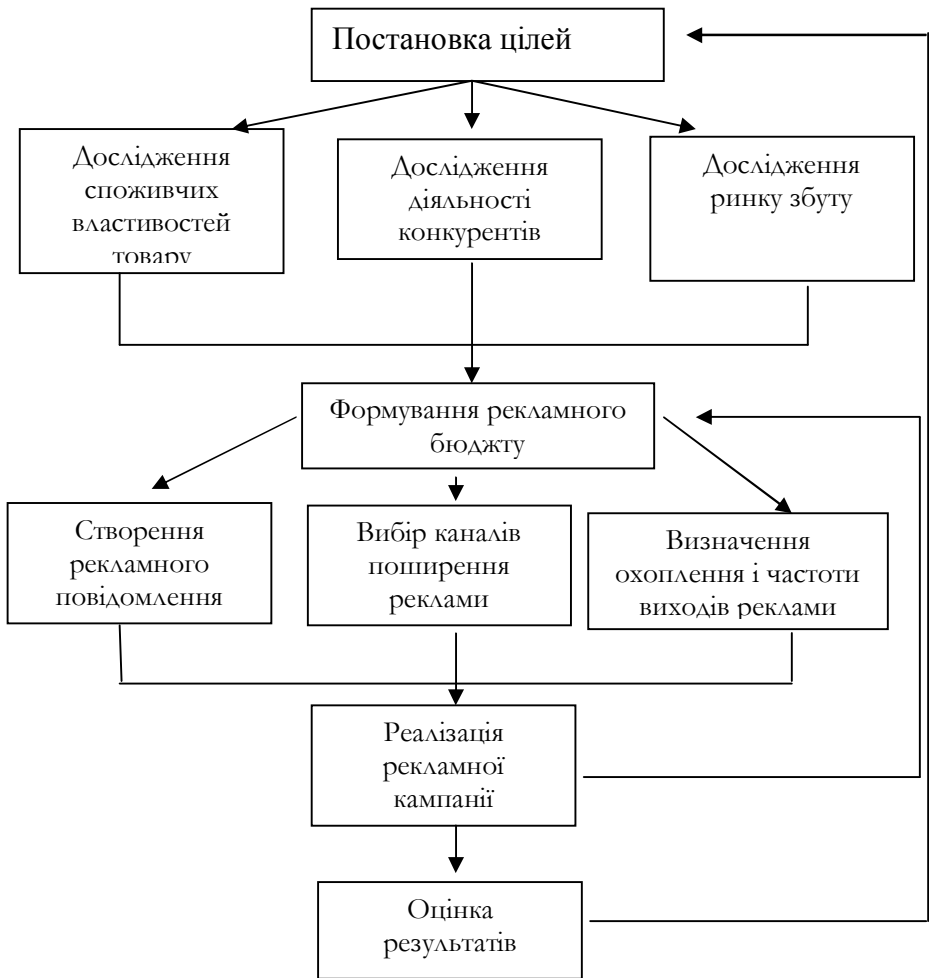 Постановка цілей
Дослідження
споживчих
властивостей
товару
Дослідження
діяльності
конкурентів
Дослідження
ринку збуту
Формування рекламного
бюджту
Створення
рекламного
повідомлення
Вибір каналів
поширення
реклами
Визначення
охоплення і частоти
виходів реклами
Реалізація
рекламної
кампанії
Оцінка
результатів